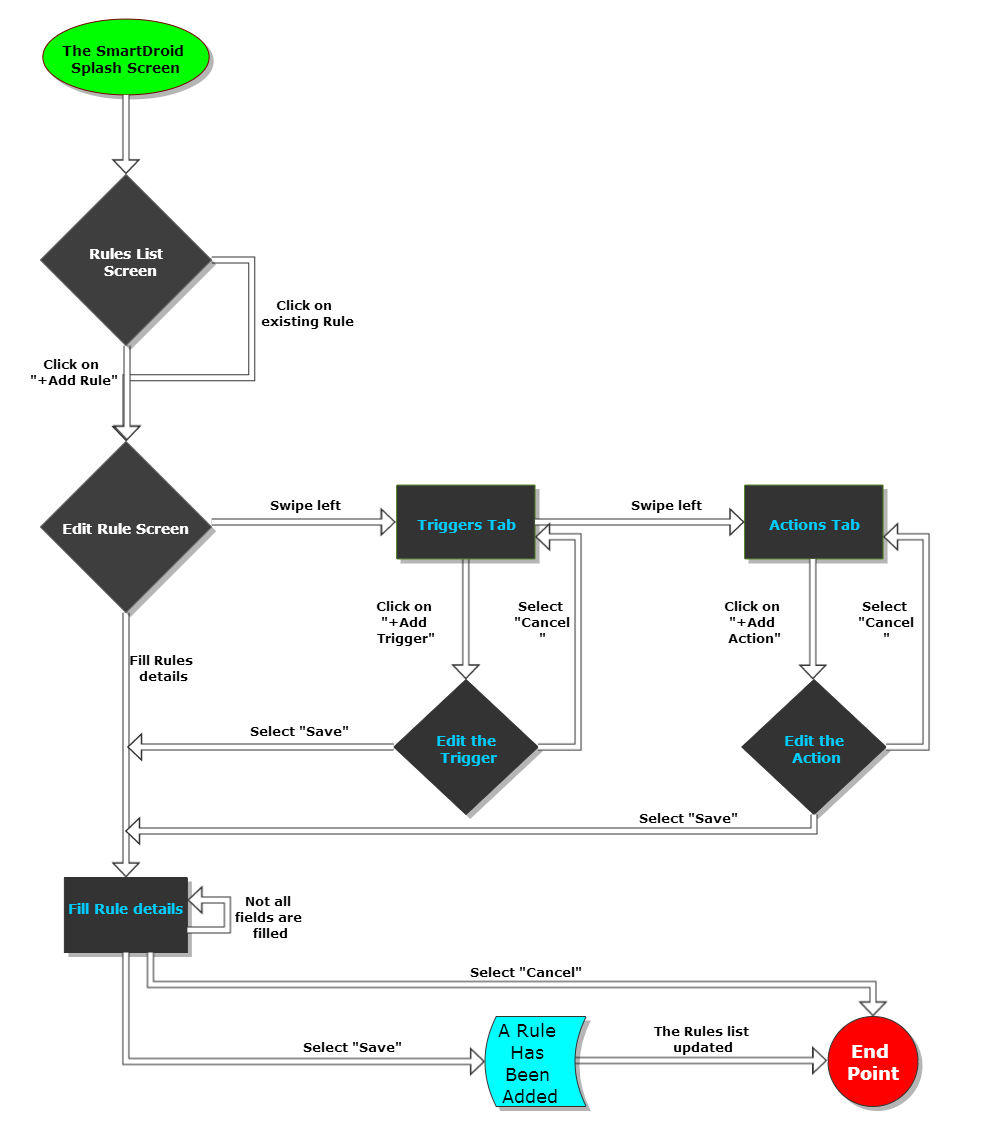 The SmartDroid
Splash Screen
Rules List
Screen
Click on
existing Rule
Click on
"+Add Rule"
Edit Rule Screen
Swipe left
Triggers Tab
Swipe left
Actions Tab
Click on
"+Add
Trigger"
Select
"Cancel
"
Click on
"+Add
Action"
Select
"Cancel
"
Fill Rules
details
Select "Save"
Edit the
Trigger
Edit the
Action
Select "Save"
Fill Rule details
Not all
fields are
filled
Select "Cancel"
Select "Save"
A Rule
Has
Been
Added
The Rules list
updated
End
Point